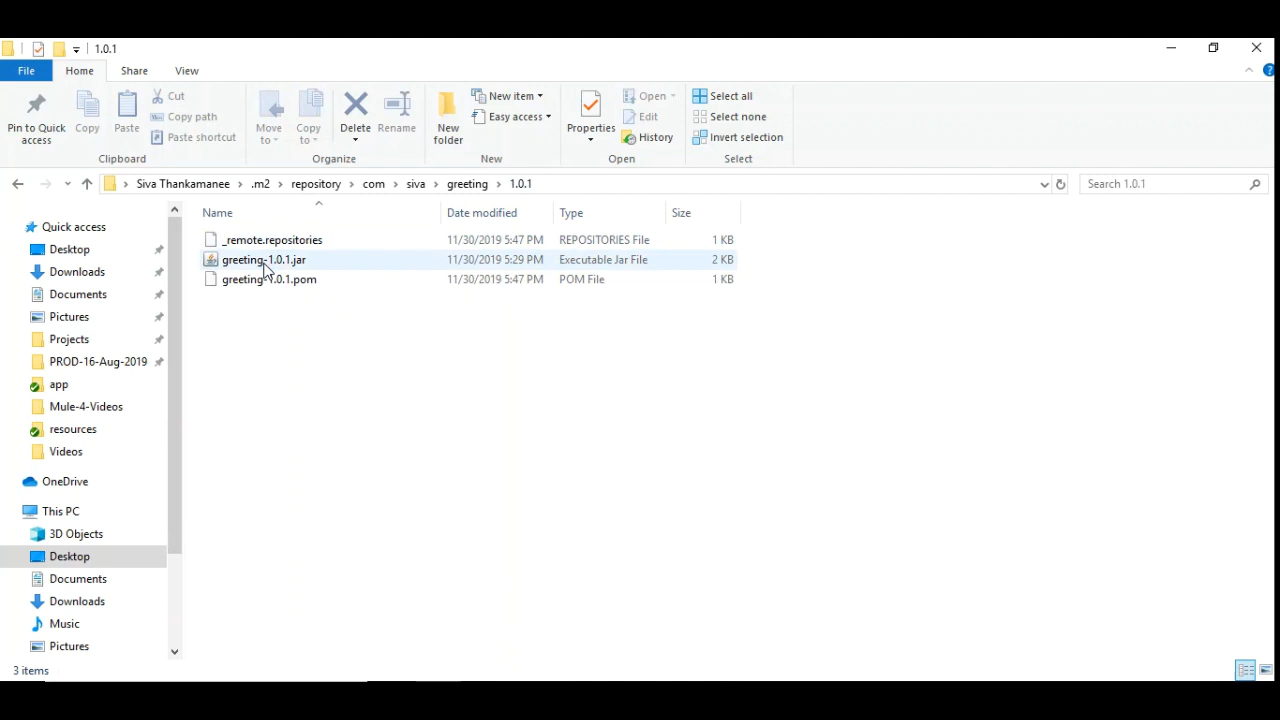 1.0.1
File Home Share View
Pin to Quick access
Copy
Paste
Cut
Copy path
Paste shortcut
Clipboard
Move to
Copy to
Delete
Rename
Organize
New folder
New item
Easy access
New
Properties
Open
Edit
History
Open
Select all
Select none
Invert selection
Select
Siva Thankamanee › .m2 › repository › com › siva › greeting › 1.0.1
Search 1.0.1
Quick access
Desktop
Downloads
Documents
Pictures
Projects
PROD-16-Aug-2019
app
Mule-4-Videos
resources
Videos
OneDrive
This PC
3D Objects
Desktop
Documents
Downloads
Music
Pictures
Name Date modified Type Size
_remote.repositories 11/30/2019 5:47 PM REPOSITORIES File 1 KB
greeting-1.0.1.jar 11/30/2019 5:29 PM Executable Jar File 2 KB
greeting-1.0.1.pom 11/30/2019 5:47 PM POM File 1 KB
3 items